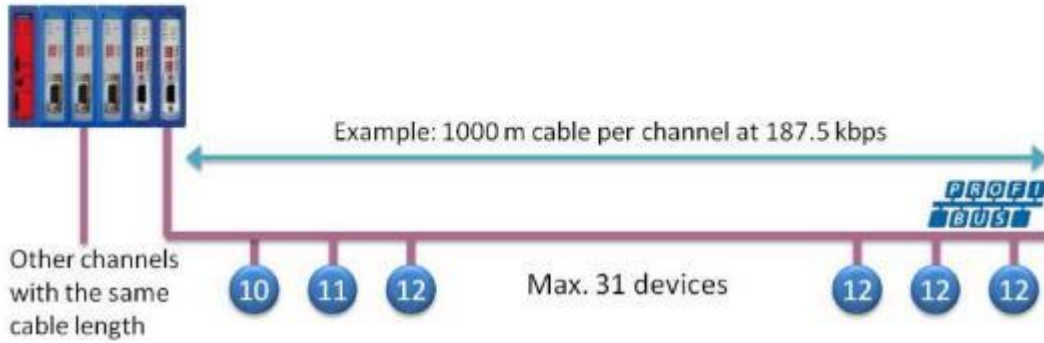 Example: 1000 m cable per channel at 187.5 kbps
PROFI
BUS
Other channels
with the same
cable length
10
11
12
Max. 31 devices
12
12
12